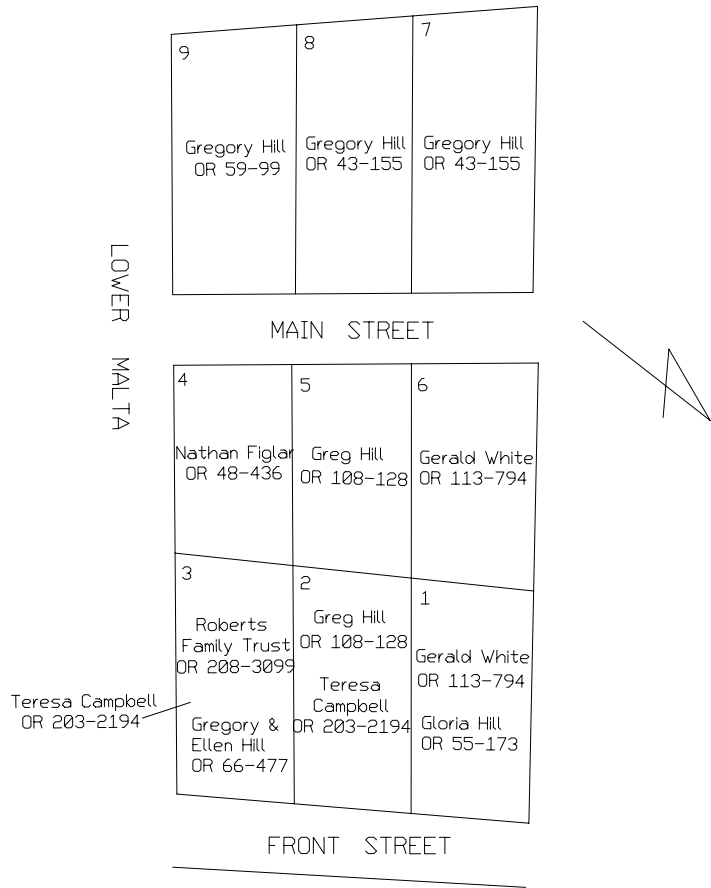 9
8
7
Gregory Hill
OR 59-99
Gregory Hill
OR 43-155
Gregory Hill
OR 43-155
LOWER MALTA
MAIN STREET
4
5
6
Nathan Figlar
OR 48-436
Greg Hill
OR 108-128
Gerald White
OR 113-794
3
2
1
Roberts
Family Trust
OR 208-3099
Teresa Campbell
OR 203-2194
Gregory &
Ellen Hill
OR 66-477
Greg Hill
OR 108-128
Teresa
Campbell
OR 203-2194
Gerald White
OR 113-794
Gloria Hill
OR 55-173
FRONT STREET